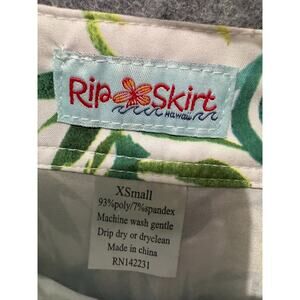 Rip Skirt
Hawaii
XSmall
93%poly/7%spandex
Machine wash gentle
Drip dry or dryclean
Made in china
RN142231